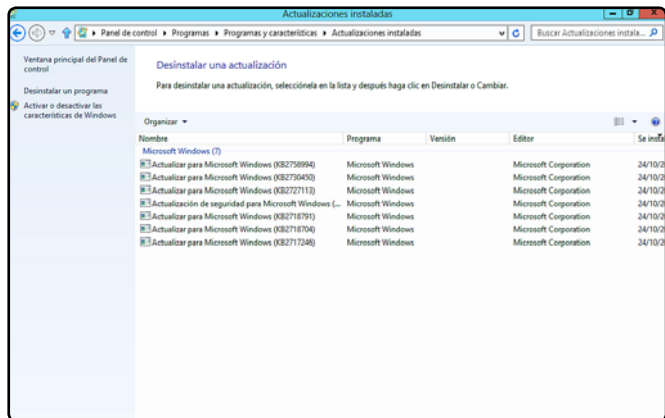 Actualizaciones instaladas
Panel de control ▸ Programas ▸ Programas y características ▸ Actualizaciones instaladas
Buscar Actualizaciones instala...
Ventana principal del Panel de
control
Desinstalar un programa
Activar o desactivar las
características de Windows
Desinstalar una actualización
Para desinstalar una actualización, selecciónela en la lista y después haga clic en Desinstalar o Cambiar.
Organizar
Nombre Programa Versión Editor Se insta
Microsoft Windows (7)
Actualizar para Microsoft Windows (KB2758994) Microsoft Windows Microsoft Corporation 24/10/2
Actualizar para Microsoft Windows (KB2730450) Microsoft Windows Microsoft Corporation 24/10/2
Actualizar para Microsoft Windows (KB2727113) Microsoft Windows Microsoft Corporation 24/10/2
Actualización de seguridad para Microsoft Windows (... Microsoft Windows Microsoft Corporation 24/10/2
Actualizar para Microsoft Windows (KB2718791) Microsoft Windows Microsoft Corporation 24/10/2
Actualizar para Microsoft Windows (KB2718704) Microsoft Windows Microsoft Corporation 24/10/2
Actualizar para Microsoft Windows (KB2717246) Microsoft Windows Microsoft Corporation 24/10/2